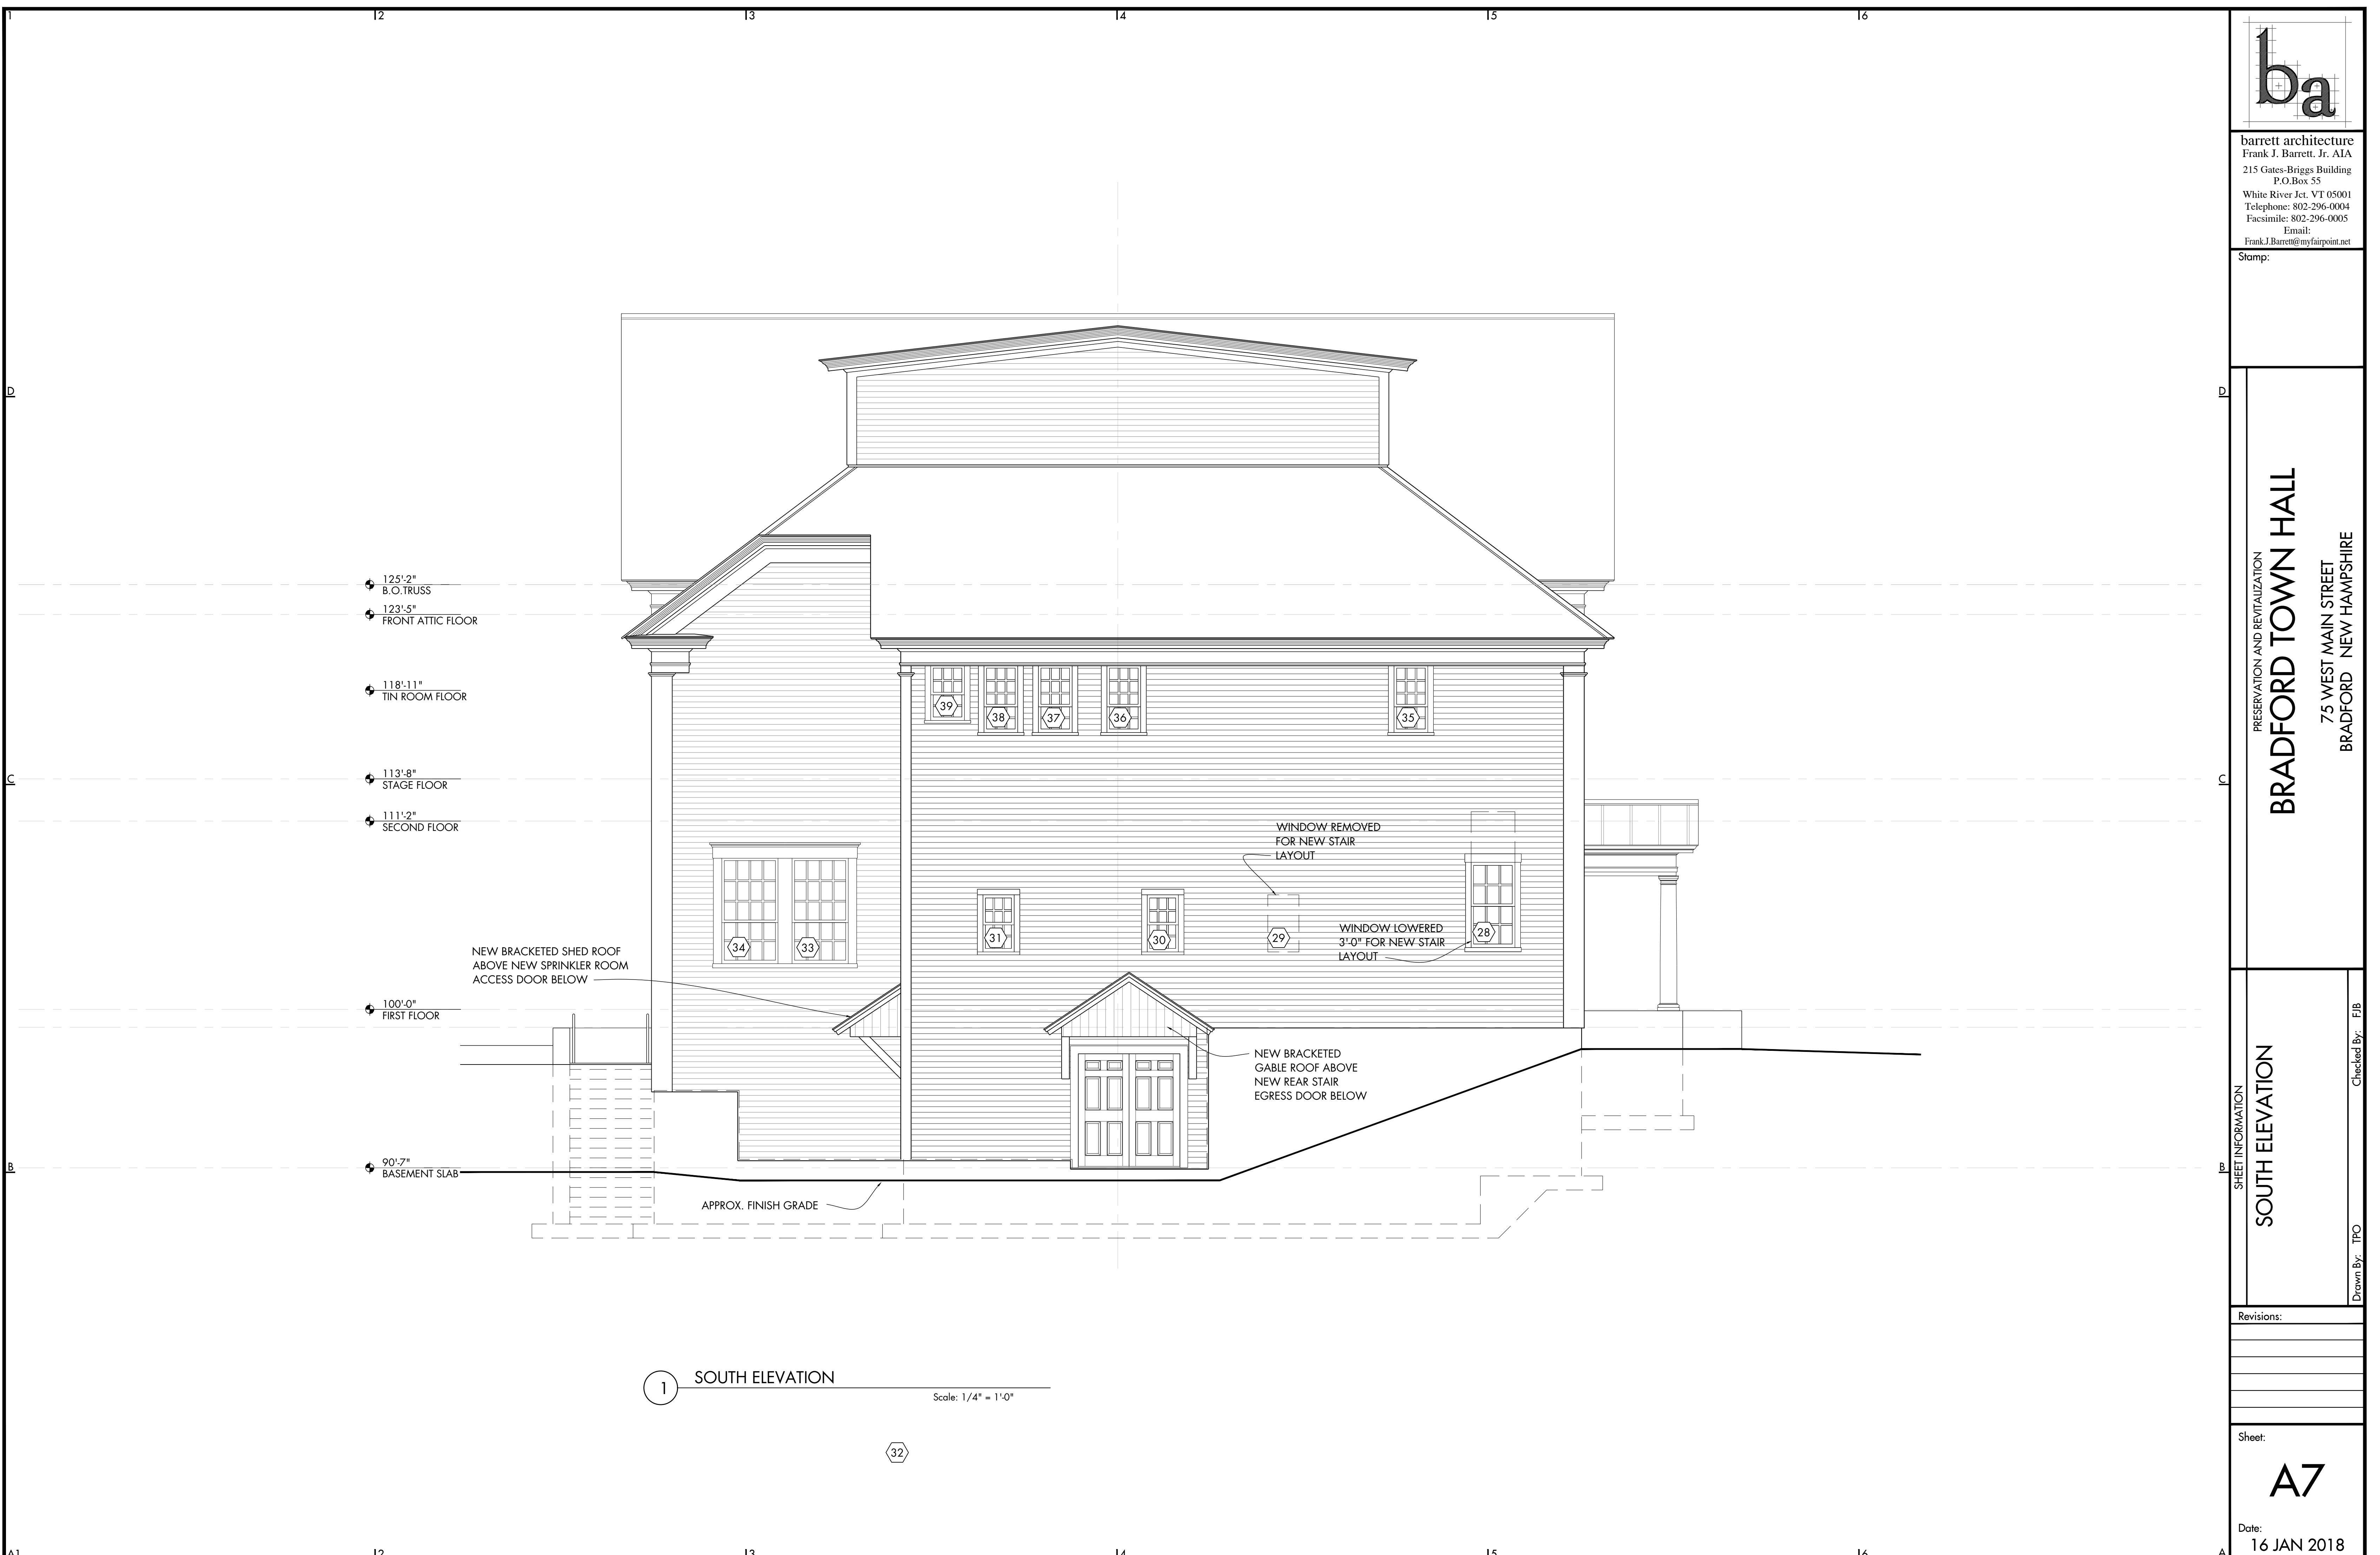 1
2
3
4
5
6
D
D
C
C
B
B
125'-2"
B.O.TRUSS
123'-5"
FRONT ATTIC FLOOR
118'-11"
TIN ROOM FLOOR
113'-8"
STAGE FLOOR
111'-2"
SECOND FLOOR
100'-0"
FIRST FLOOR
90'-7"
BASEMENT SLAB
39
38
37
36
35
34
33
31
30
29
28
WINDOW REMOVED
FOR NEW STAIR
LAYOUT
WINDOW LOWERED
3'-0" FOR NEW STAIR
LAYOUT
NEW BRACKETED SHED ROOF
ABOVE NEW SPRINKLER ROOM
ACCESS DOOR BELOW
NEW BRACKETED
GABLE ROOF ABOVE
NEW REAR STAIR
EGRESS DOOR BELOW
APPROX. FINISH GRADE
1
SOUTH ELEVATION
Scale: 1/4" = 1'-0"
32
A1
2
3
4
5
6
A
ba
barrett architecture
Frank J. Barrett. Jr. AIA
215 Gates-Briggs Building
P.O.Box 55
White River Jct. VT 05001
Telephone: 802-296-0004
Facsimile: 802-296-0005
Email:
Frank.J.Barrett@myfairpoint.net
Stamp:
PRESERVATION AND REVITALIZATION
BRADFORD TOWN HALL
75 WEST MAIN STREET
BRADFORD NEW HAMPSHIRE
SHEET INFORMATION
SOUTH ELEVATION
Drawn By: TPO
Checked By: FJB
Revisions:
Sheet:
A7
Date:
16 JAN 2018